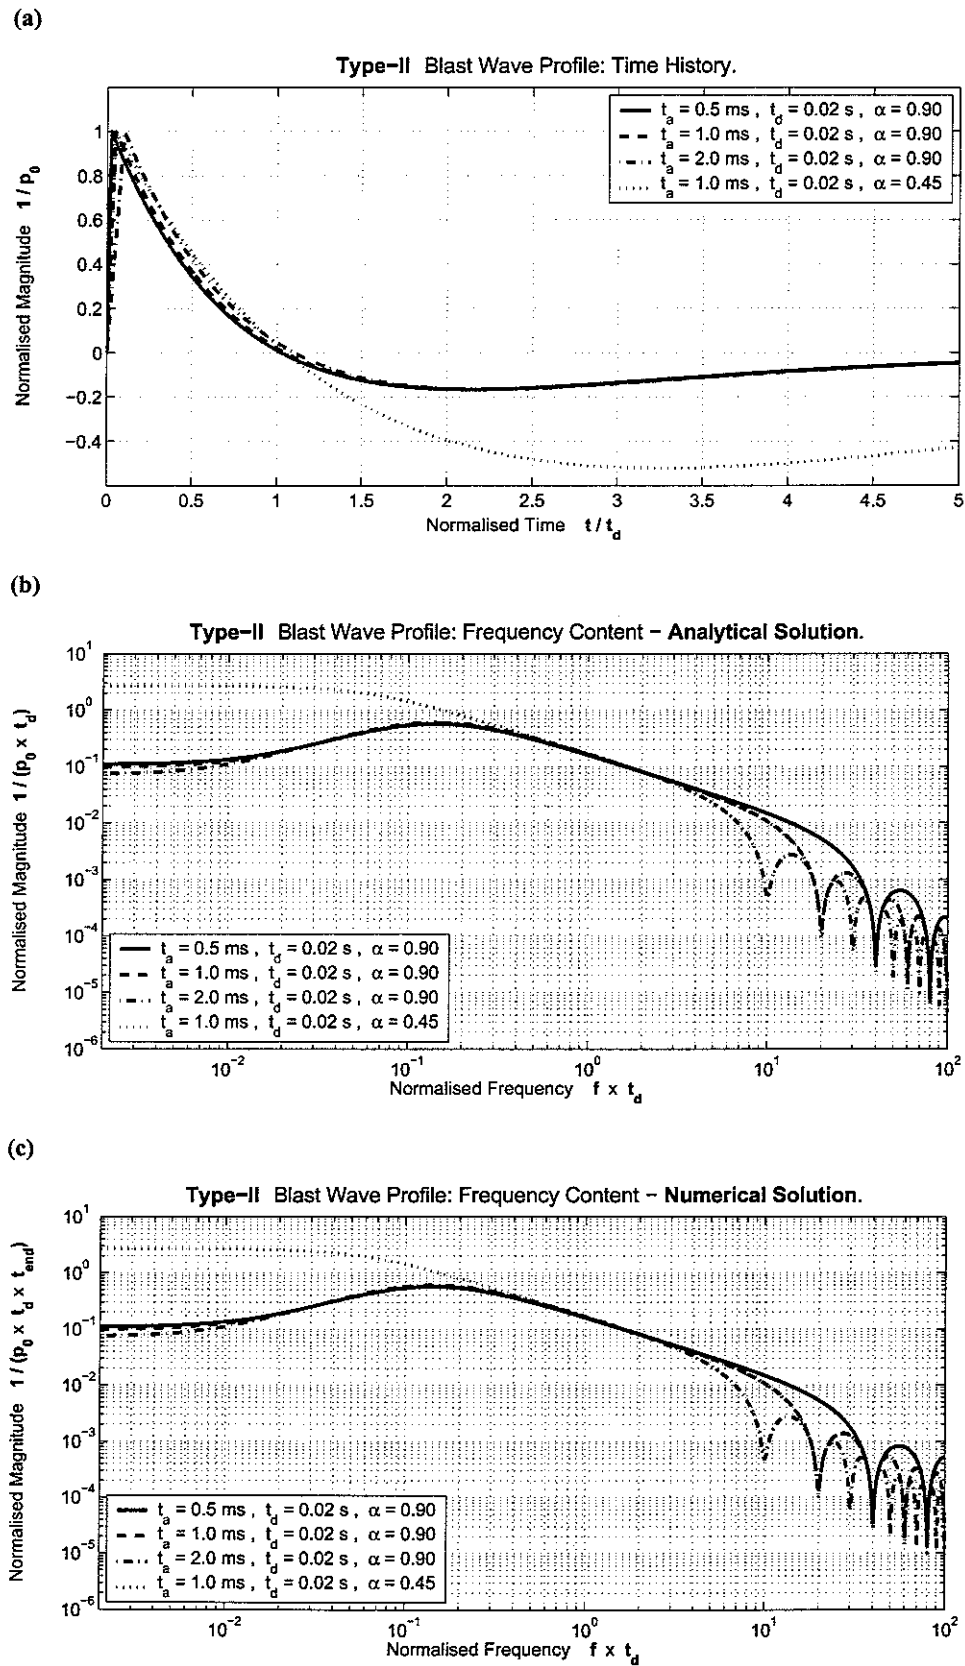 (a)
Type–II Blast Wave Profile: Time History.
t_a = 0.5 ms , t_d = 0.02 s , α = 0.90
t_a = 1.0 ms , t_d = 0.02 s , α = 0.90
t_a = 2.0 ms , t_d = 0.02 s , α = 0.90
t_a = 1.0 ms , t_d = 0.02 s , α = 0.45
Normalised Magnitude 1 / p_0
1
0.8
0.6
0.4
0.2
0
−0.2
−0.4
0 0.5 1 1.5 2 2.5 3 3.5 4 4.5 5
Normalised Time t / t_d
(b)
Type–II Blast Wave Profile: Frequency Content – Analytical Solution.
Normalised Magnitude 1 / (p_0 x t_d)
10^1
10^0
10^−1
10^−2
10^−3
10^−4
10^−5
10^−6
t_a = 0.5 ms , t_d = 0.02 s , α = 0.90
t_a = 1.0 ms , t_d = 0.02 s , α = 0.90
t_a = 2.0 ms , t_d = 0.02 s , α = 0.90
t_a = 1.0 ms , t_d = 0.02 s , α = 0.45
10^−2 10^−1 10^0 10^1 10^2
Normalised Frequency f x t_d
(c)
Type–II Blast Wave Profile: Frequency Content – Numerical Solution.
Normalised Magnitude 1 / (p_0 x t_d x t_end)
10^1
10^0
10^−1
10^−2
10^−3
10^−4
10^−5
10^−6
t_a = 0.5 ms , t_d = 0.02 s , α = 0.90
t_a = 1.0 ms , t_d = 0.02 s , α = 0.90
t_a = 2.0 ms , t_d = 0.02 s , α = 0.90
t_a = 1.0 ms , t_d = 0.02 s , α = 0.45
10^−2 10^−1 10^0 10^1 10^2
Normalised Frequency f x t_d